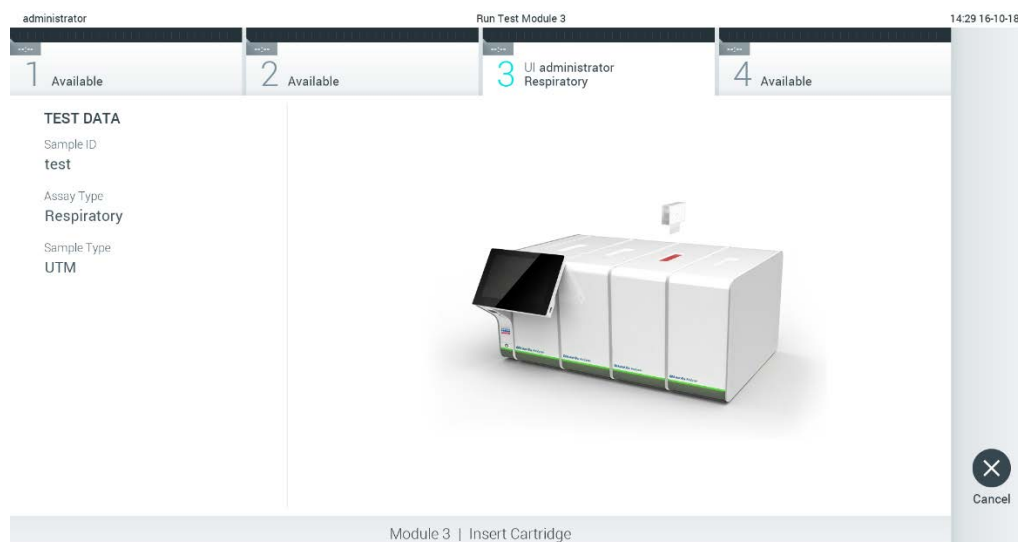 administrator
Run Test Module 3
14:29 16-10-18
--:--
--:--
--:--
--:--
1 Available
2 Available
3 UI administrator
Respiratory
4 Available
TEST DATA
Sample ID
test
Assay Type
Respiratory
Sample Type
UTM
Cancel
Module 3 | Insert Cartridge